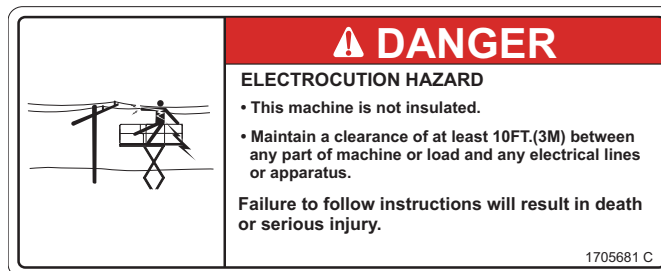 DANGER
ELECTROCUTION HAZARD
• This machine is not insulated.
• Maintain a clearance of at least 10FT.(3M) between
any part of machine or load and any electrical lines
or apparatus.
Failure to follow instructions will result in death
or serious injury.
1705681 C